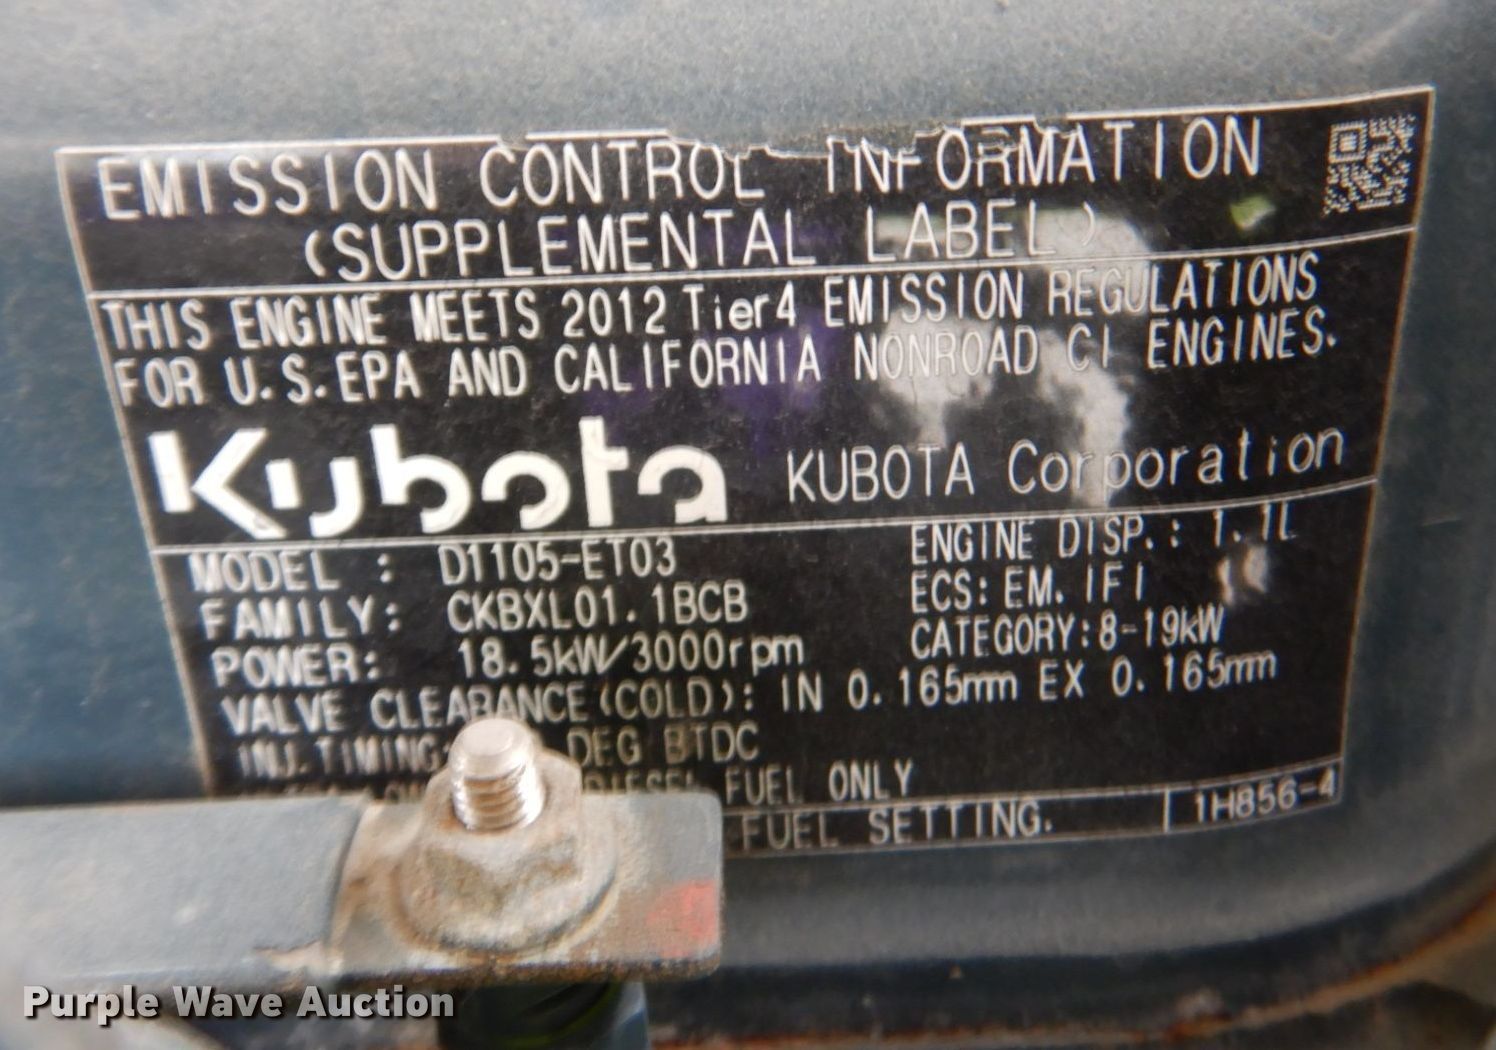 EMISSION CONTROL INFORMATION
(SUPPLEMENTAL LABEL)
THIS ENGINE MEETS 2012 Tier4 EMISSION REGULATIONS
FOR U.S.EPA AND CALIFORNIA NONROAD CI ENGINES.
Kubota KUBOTA Corporation
MODEL : D1105-ET03 ENGINE DISP.: 1.1L
FAMILY: CKBXL01.1BCB ECS: EM, IFI
POWER: 18.5kW/3000rpm CATEGORY:8-19kW
VALVE CLEARANCE(COLD): IN 0.165mm EX 0.165mm
INJ.TIMING: DEG BTDC
DIESEL FUEL ONLY
FUEL SETTING. 1H856-4
Purple Wave Auction